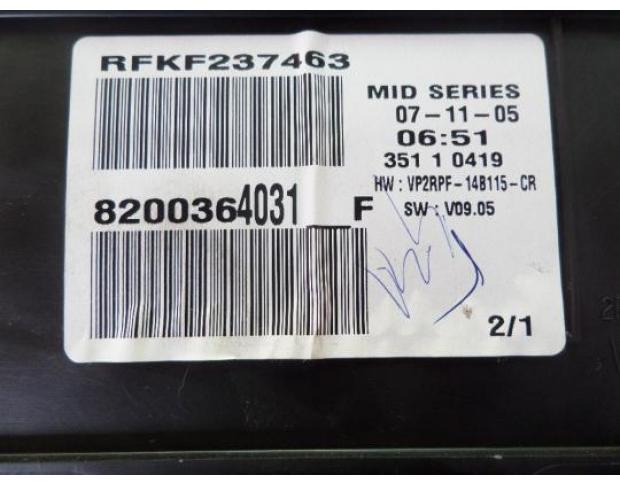 RFKF237463
MID SERIES
07-11-05
06:51
351 1 0419
HW : VP2RPF-14B115-CR
SW : V09.05
8200364031__F
2/1